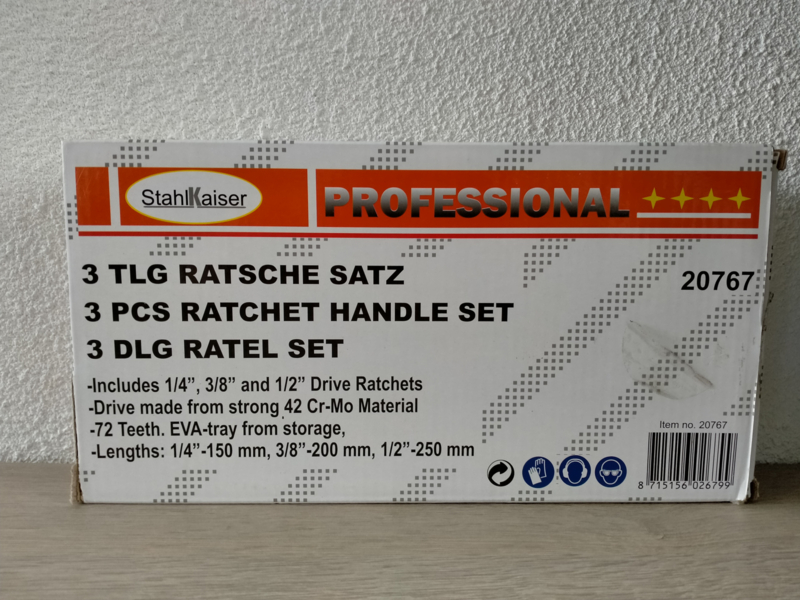 StahlKaiser
PROFESSIONAL
3 TLG RATSCHE SATZ
20767
3 PCS RATCHET HANDLE SET
3 DLG RATEL SET
-Includes 1/4”, 3/8” and 1/2” Drive Ratchets
-Drive made from strong 42 Cr-Mo Material
-72 Teeth. EVA-tray from storage,
-Lengths: 1/4”-150 mm, 3/8”-200 mm, 1/2”-250 mm
Item no. 20767
8 715156 026799